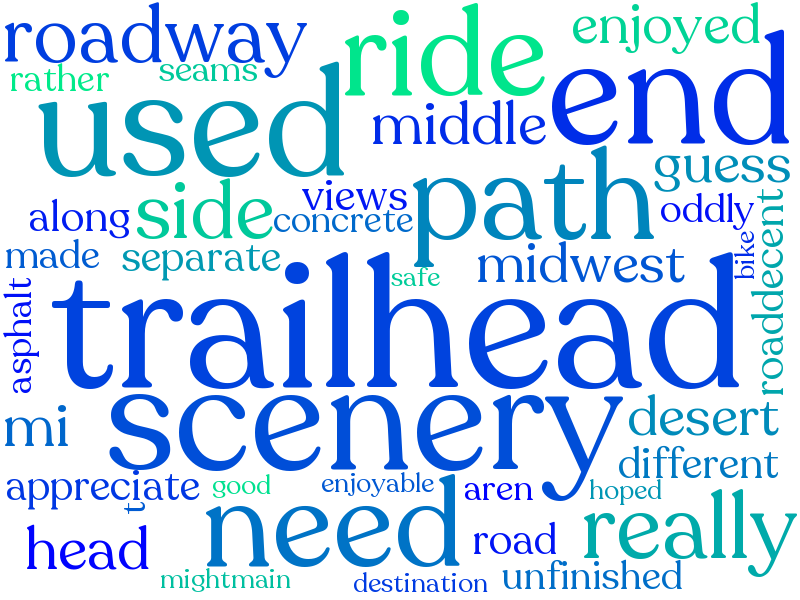 roadway
ride
enjoyed
rather
seams
used
middle
end
guess
path
along
side
views
concrete
oddly
made
separate
midwest
bike
roaddecent
safe
asphalt
trailhead
scenery
mi
desert
different
appreciate
t
good
enjoyable
aren
hoped
need
head
road
really
mightmain
destination
unfinished